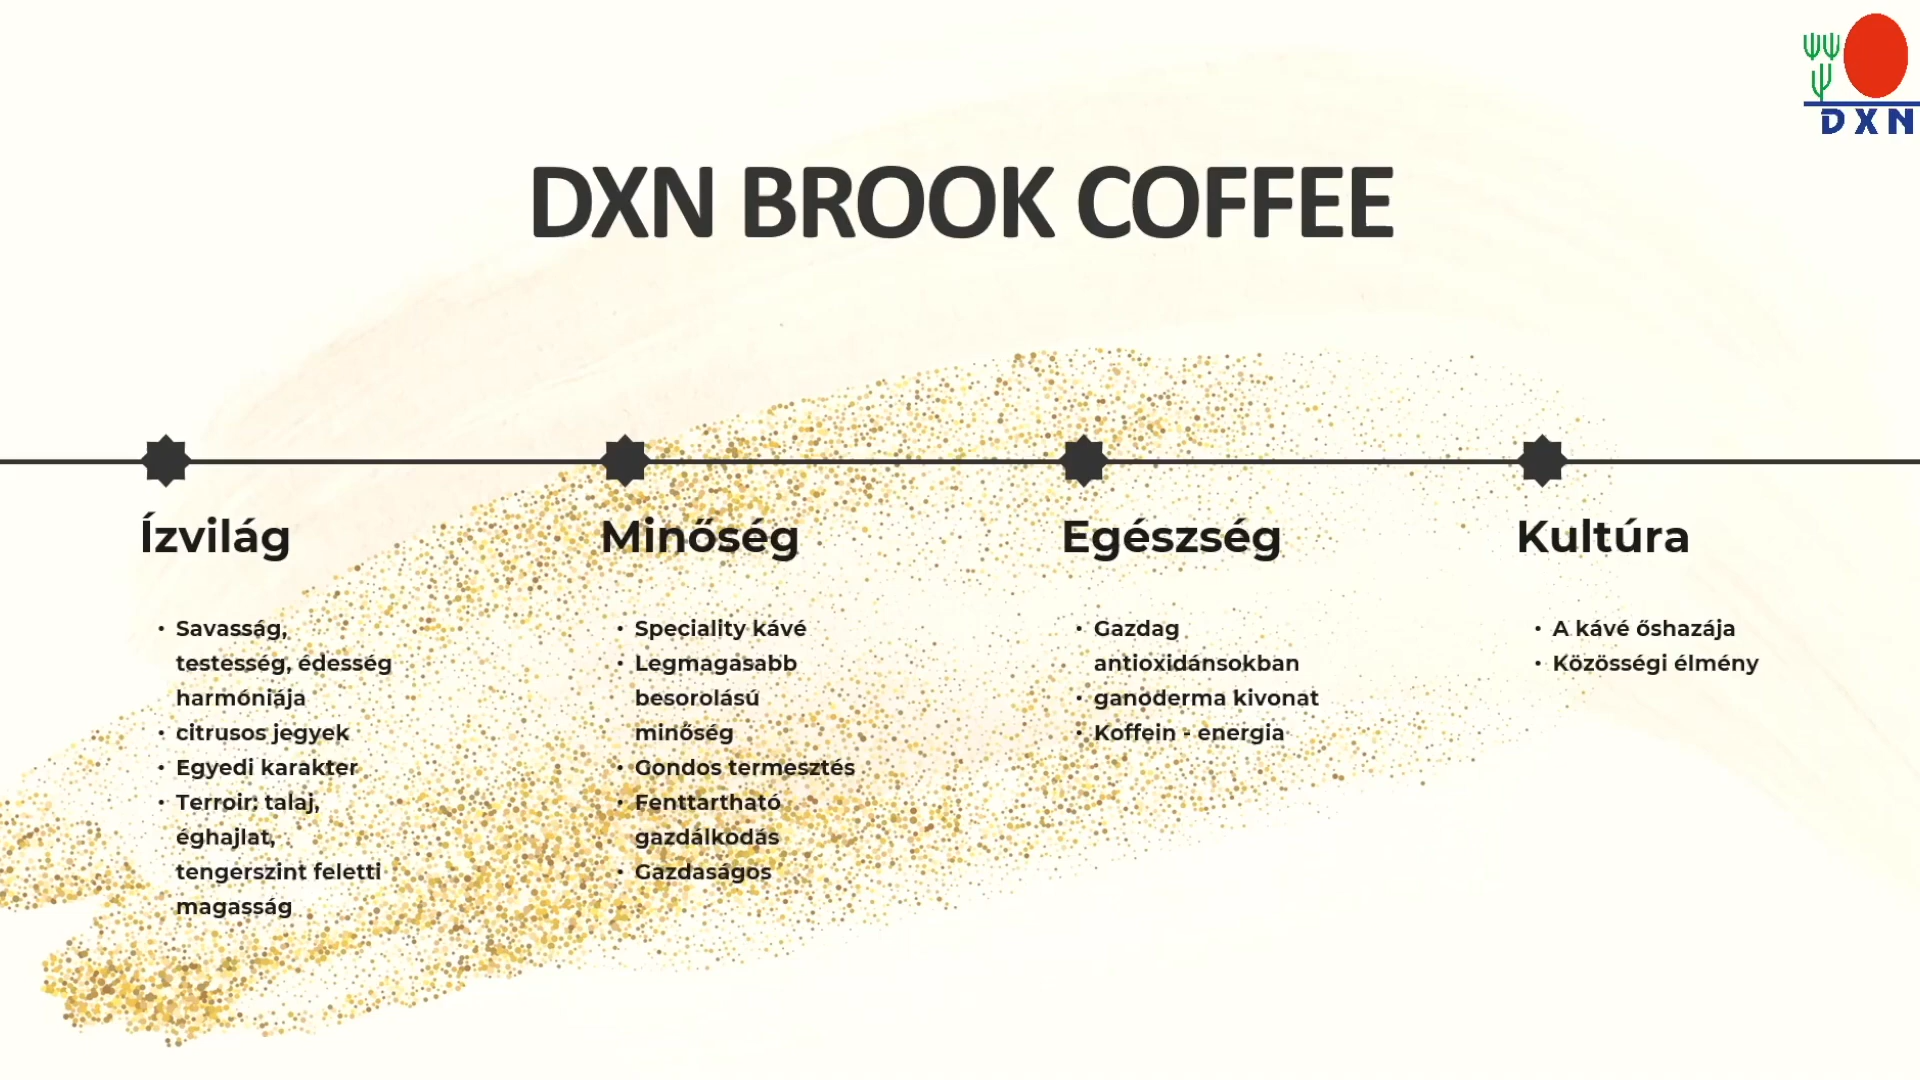 DXN
DXN BROOK COFFEE
Ízvilág
• Savasság,
testesség, édesség
harmóniája
• citrusos jegyek
• Egyedi karakter
• Terroir: talaj,
éghajlat,
tengerszint feletti
magasság
Minőség
• Speciality kávé
• Legmagasabb
besorolású
minőség
• Gondos termesztés
• Fenttartható
gazdálkodás
• Gazdaságos
Egészség
• Gazdag
antioxidánsokban
• ganoderma kivonat
• Koffein - energia
Kultúra
• A kávé őshazája
• Közösségi élmény